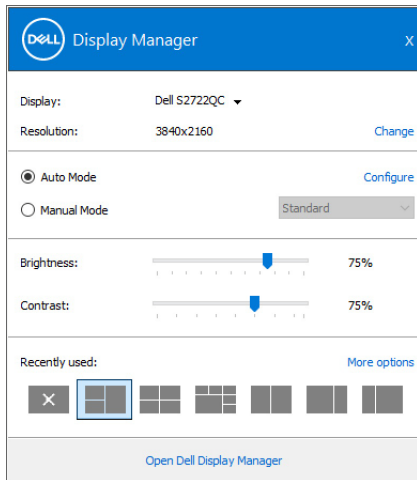 DELL Display Manager X
Display: Dell S2722QC
Resolution: 3840x2160 Change
Auto Mode Configure
Manual Mode Standard
Brightness: 75%
Contrast: 75%
Recently used: More options
Open Dell Display Manager